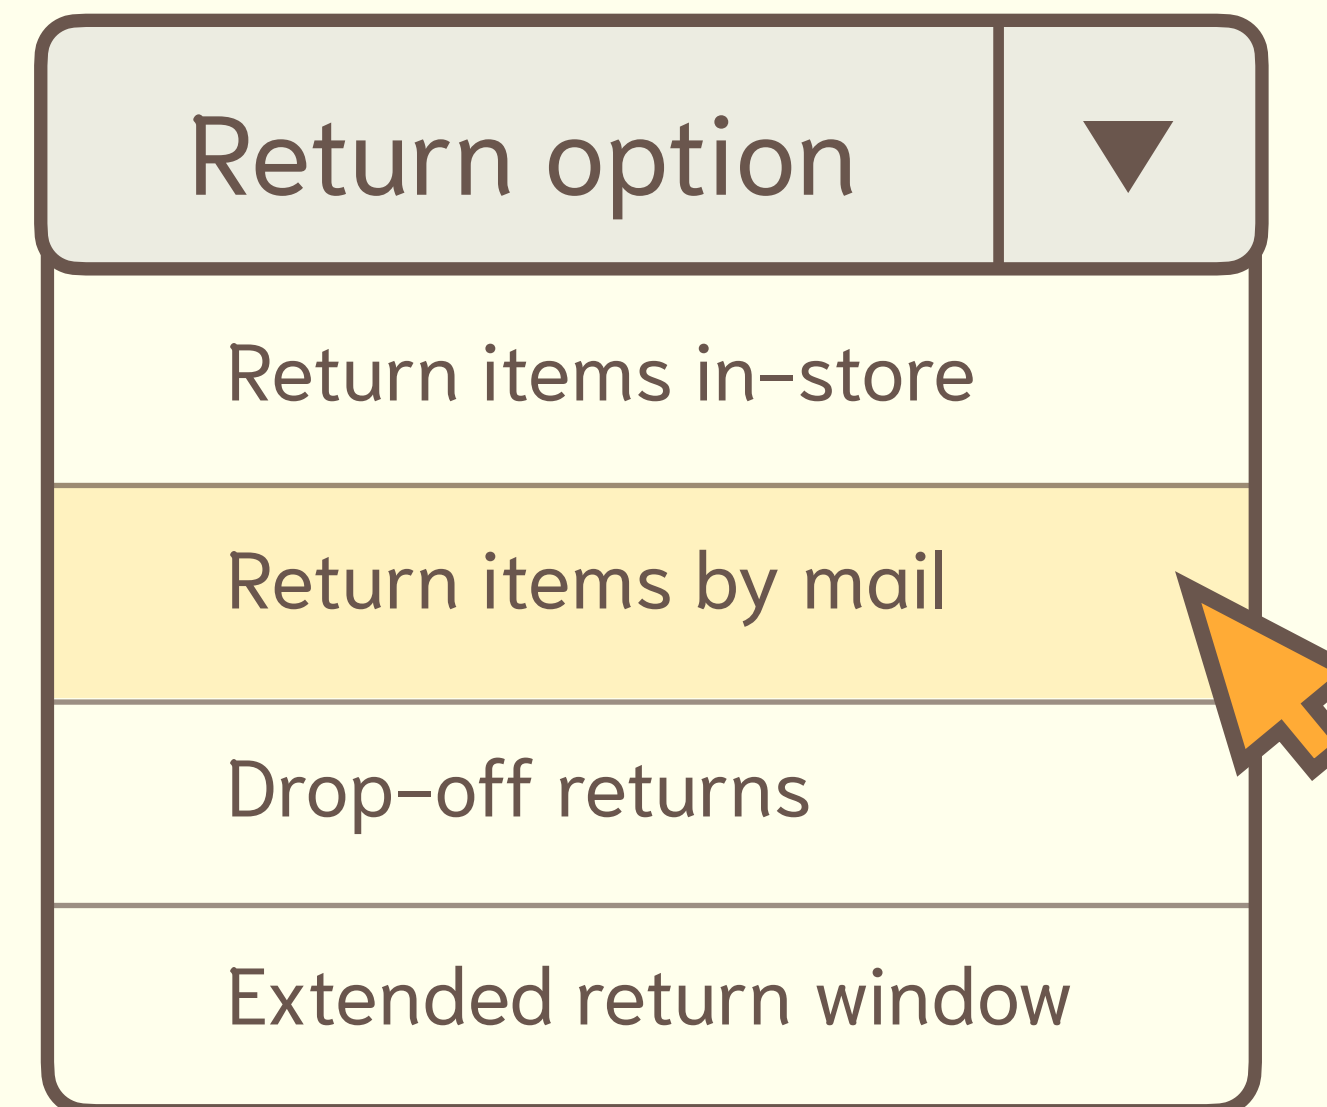 Return option
Return items in-store
Return items by mail
Drop-off returns
Extended return window